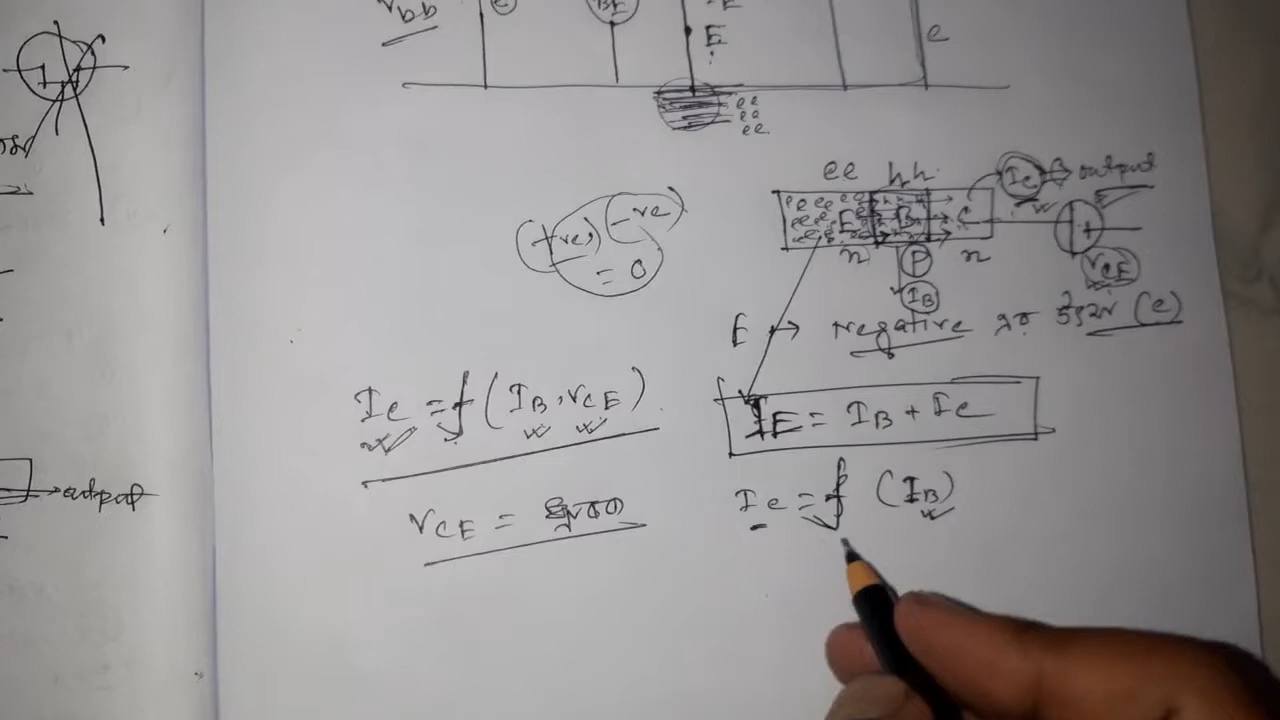 Vbb
e
BE
E
e
ee
ee
ee
ee
h h
Ic → output
E B C
n P n
VCE
IB
(+ve) (-ve)
= 0
E → Negative
(e)
Ic = f (IB, VCE)
IE = IB + Ic
→ output
VCE =
Ic = f (IB)